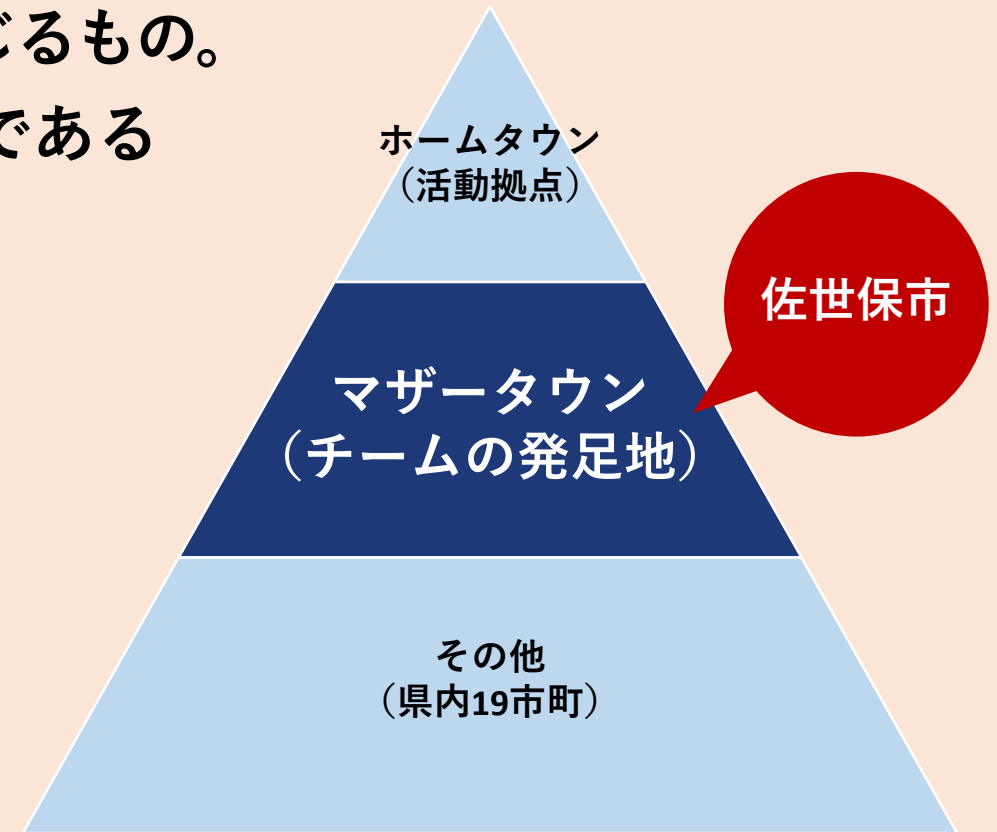 じるもの。
である
ホームタウン
（活動拠点）
佐世保市
マザータウン
（チームの発足地）
その他
（県内19市町）